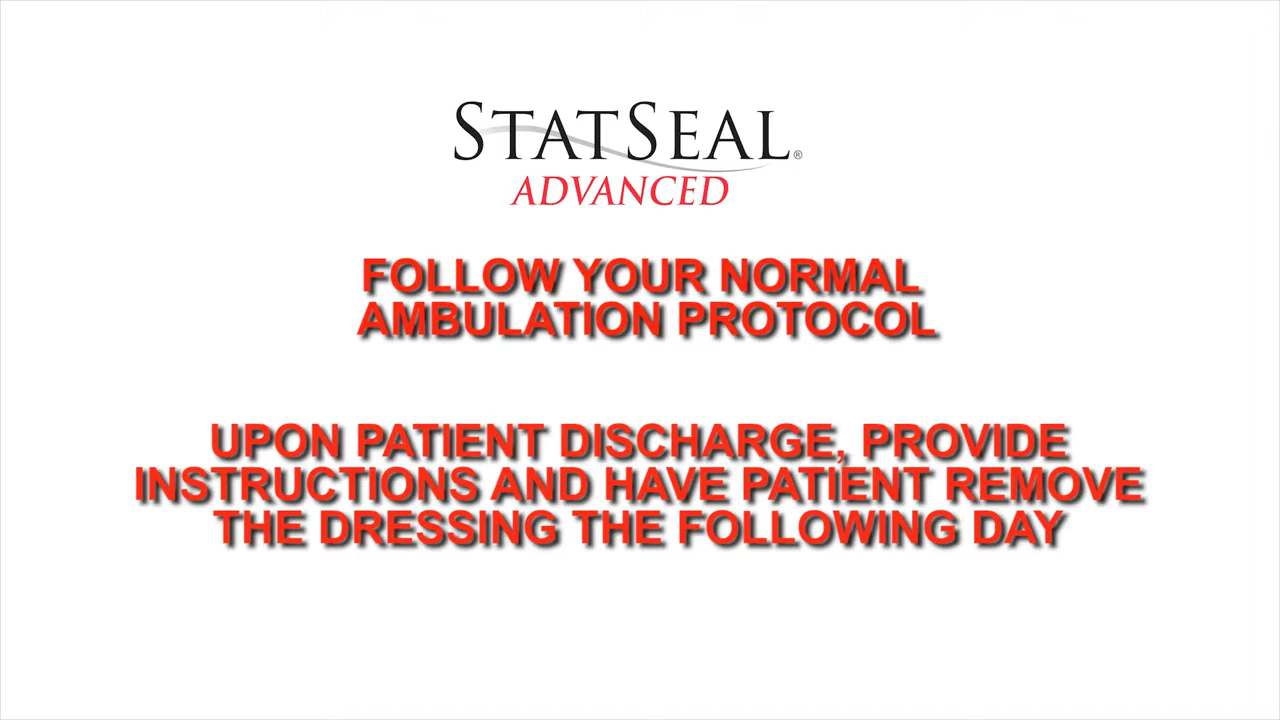 STATSEAL®
ADVANCED
FOLLOW YOUR NORMAL
AMBULATION PROTOCOL
UPON PATIENT DISCHARGE, PROVIDE
INSTRUCTIONS AND HAVE PATIENT REMOVE
THE DRESSING THE FOLLOWING DAY